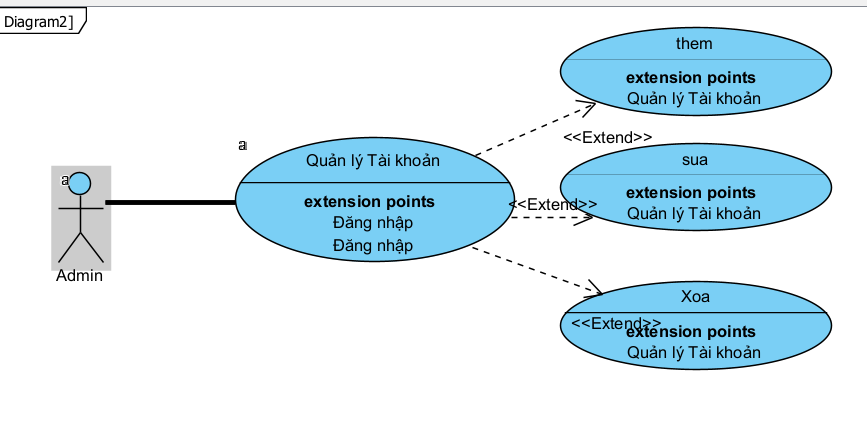 Diagram2]
them
extension points
Quản lý Tài khoản
<<Extend>>
a
Quản lý Tài khoản
extension points
Đăng nhập
Đăng nhập
sua
extension points
Quản lý Tài khoản
<<Extend>>
a
Admin
Xoa
<<Extend>>
extension points
Quản lý Tài khoản